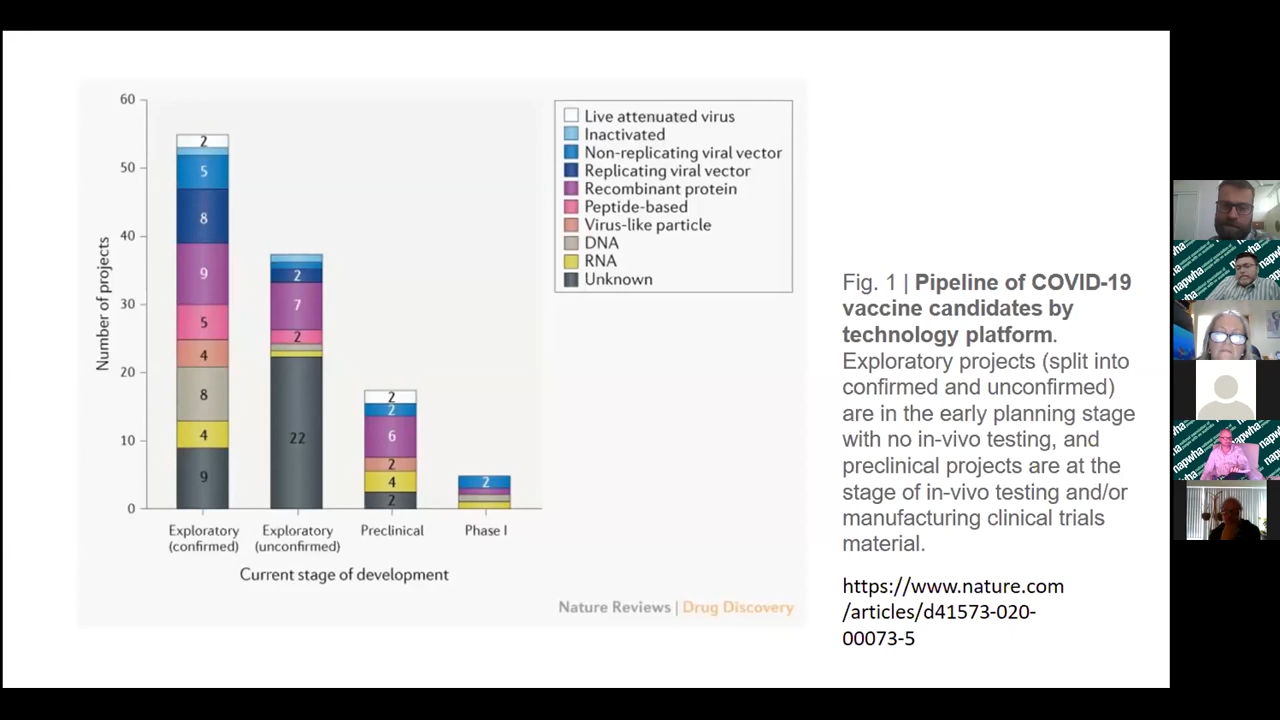 60
50
40
30
20
10
0
Number of projects
2
5
8
9
5
4
8
4
9
2
7
2
22
2
2
6
2
4
2
2
Exploratory
(confirmed)
Exploratory
(unconfirmed)
Preclinical
Phase I
Current stage of development
Live attenuated virus
Inactivated
Non-replicating viral vector
Replicating viral vector
Recombinant protein
Peptide-based
Virus-like particle
DNA
RNA
Unknown
Nature Reviews | Drug Discovery
Fig. 1 | Pipeline of COVID-19
vaccine candidates by
technology platform.
Exploratory projects (split into
confirmed and unconfirmed)
are in the early planning stage
with no in-vivo testing, and
preclinical projects are at the
stage of in-vivo testing and/or
manufacturing clinical trials
material.
https://www.nature.com
/articles/d41573-020-
00073-5
napwha
napwha
napwha
napwha